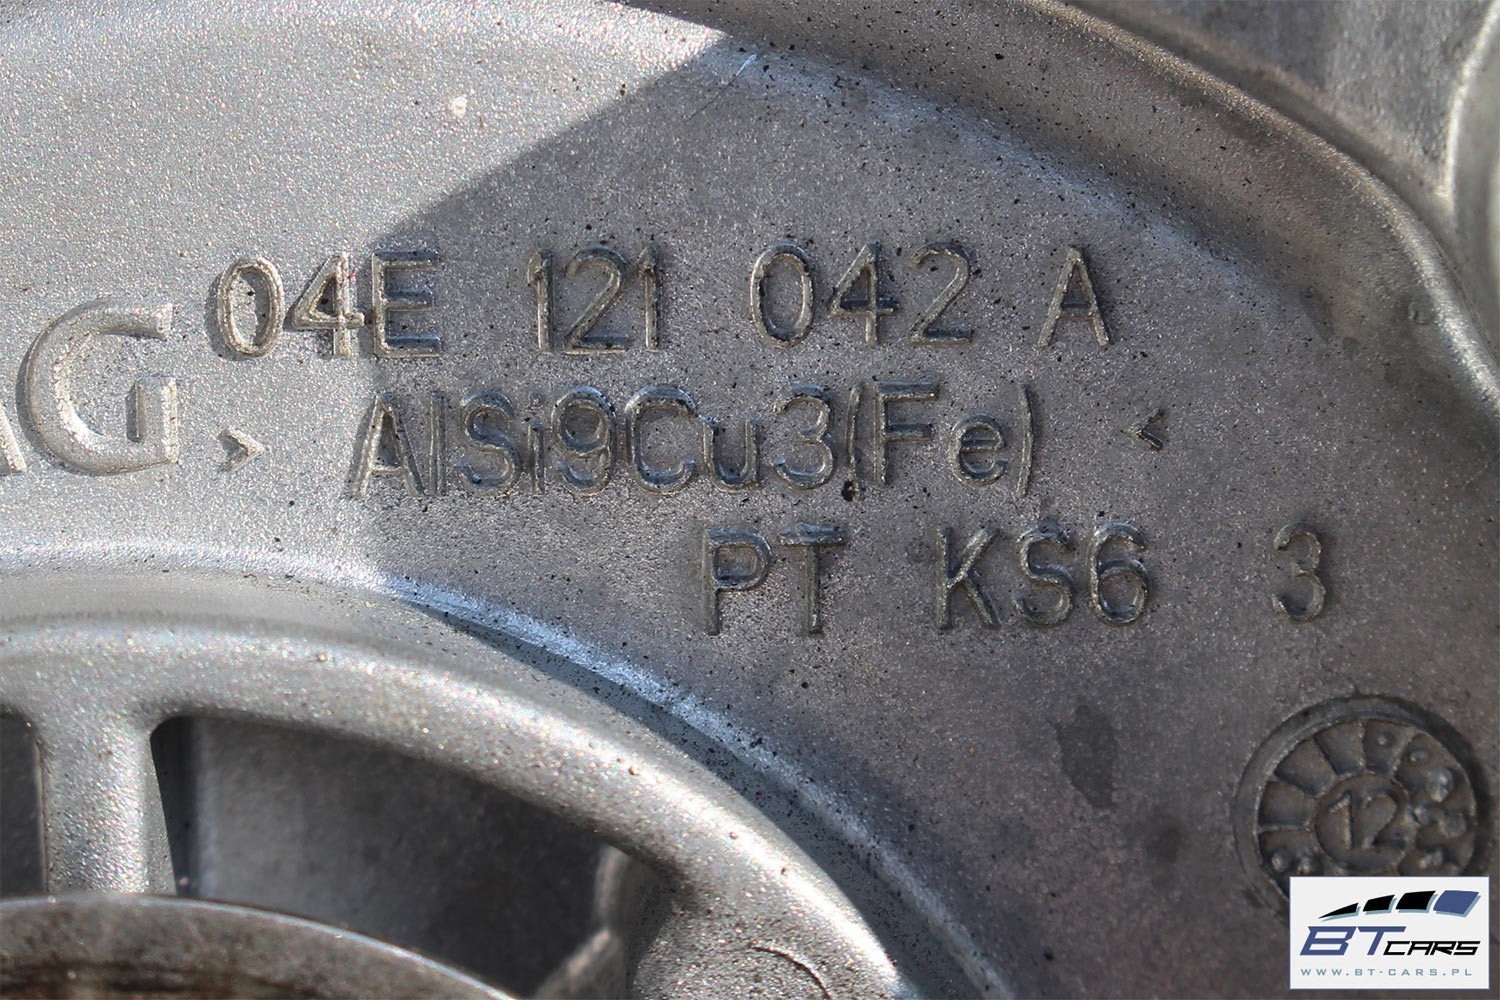 04E 121 042 A
AG > AlSi9Cu3(Fe) <
PT KS6 3
12
BT CARS
WWW.BT-CARS.PL